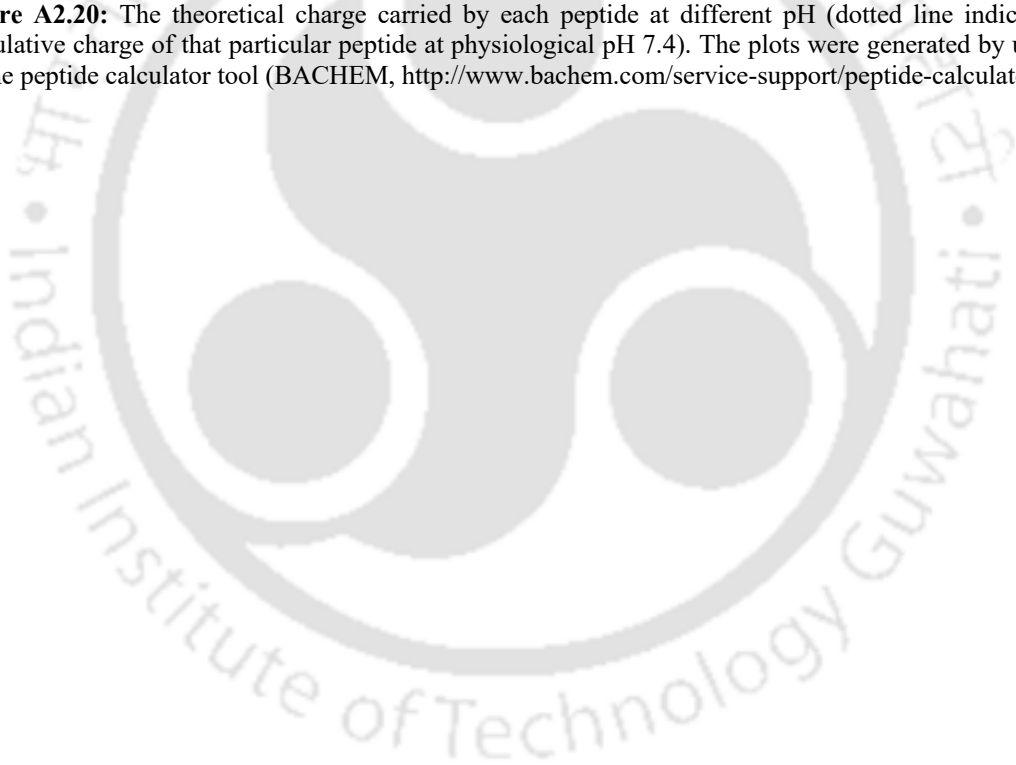 re A2.20: The theoretical charge carried by each peptide at different pH (dotted line indic
ulative charge of that particular peptide at physiological pH 7.4). The plots were generated by u
ne peptide calculator tool (BACHEM, http://www.bachem.com/service-support/peptide-calculat
Indian Institute of Technology Guwahati